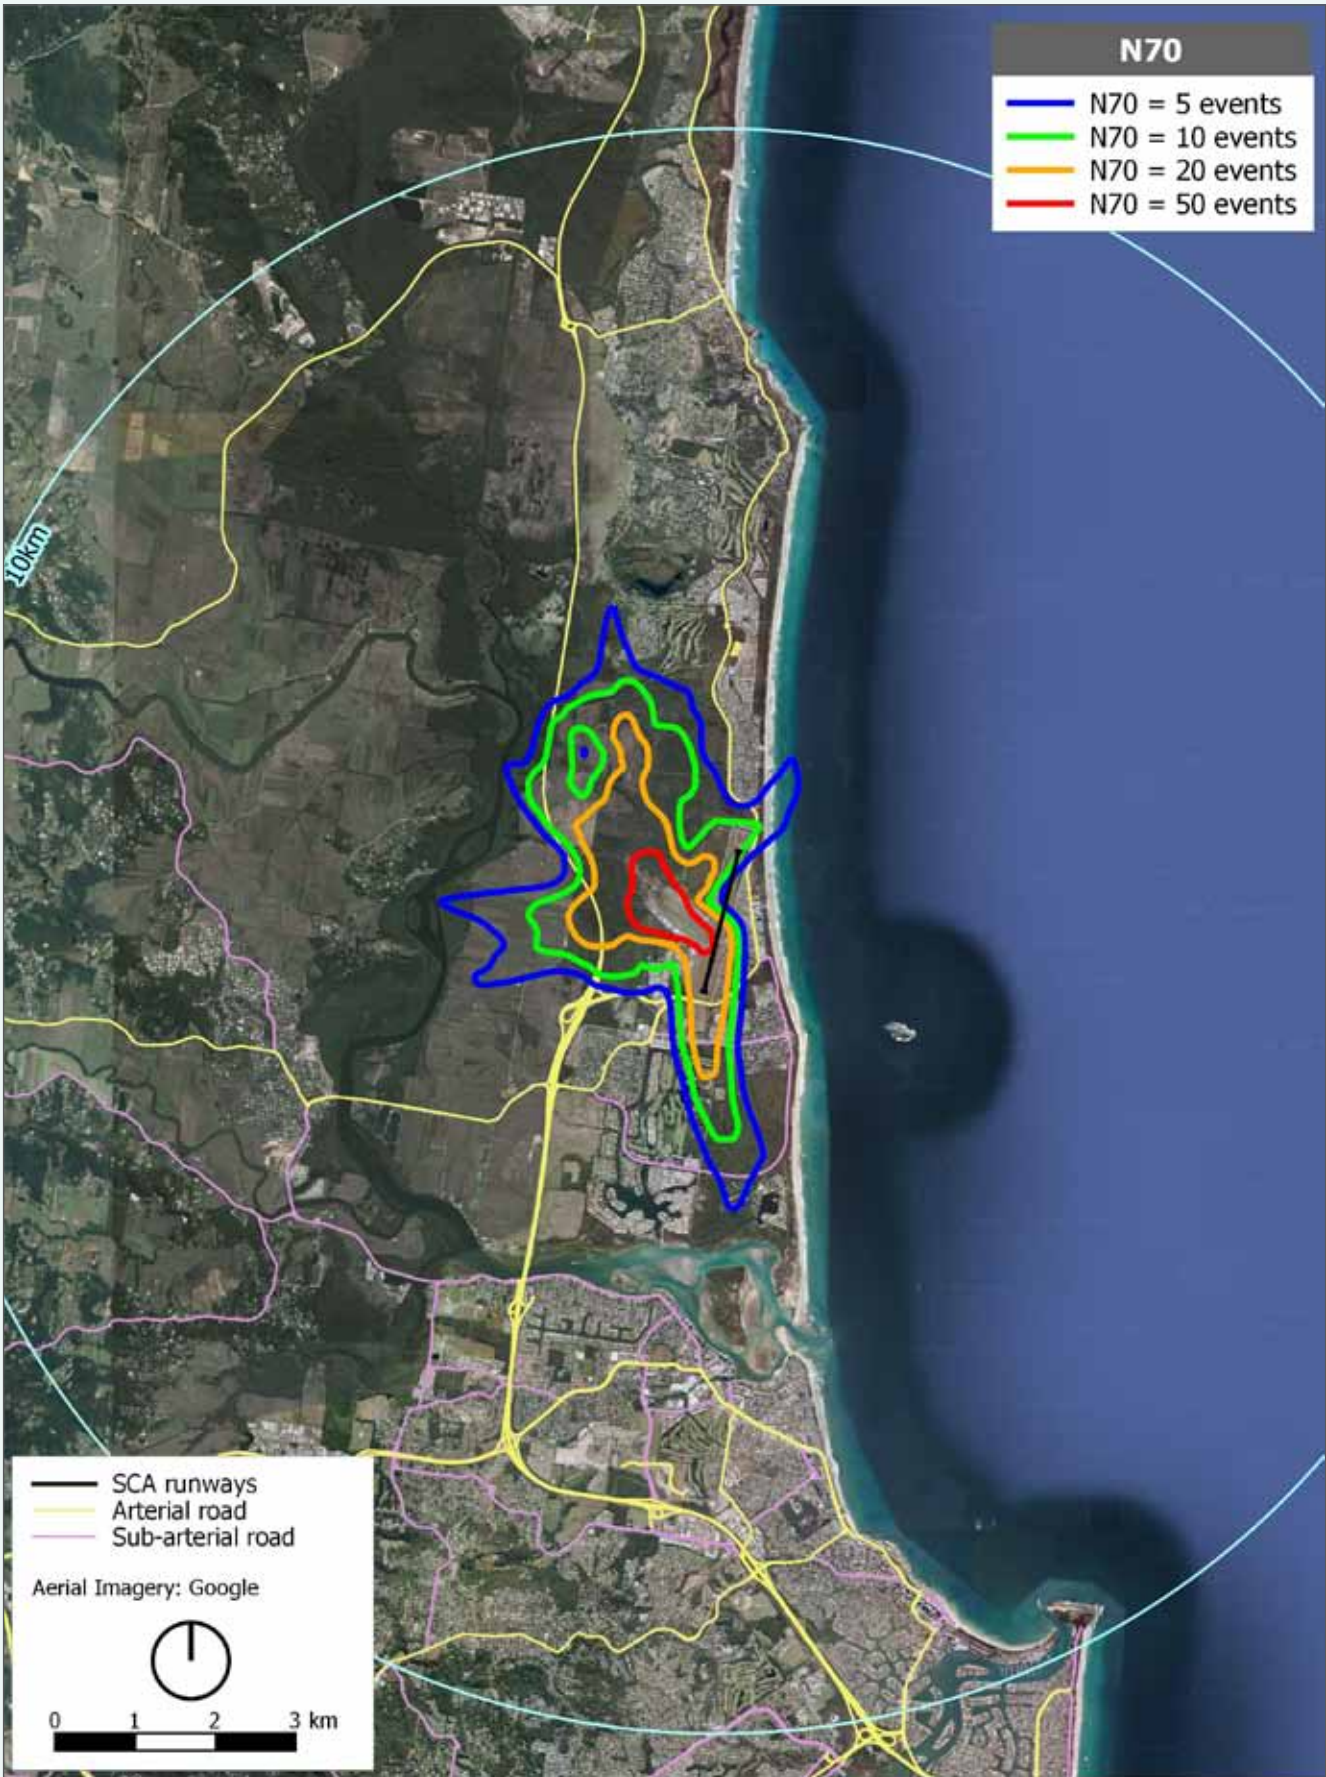 N70
N70 = 5 events
N70 = 10 events
N70 = 20 events
N70 = 50 events
10km
SCA runways
Arterial road
Sub-arterial road
Aerial Imagery: Google
0 1 2 3 km